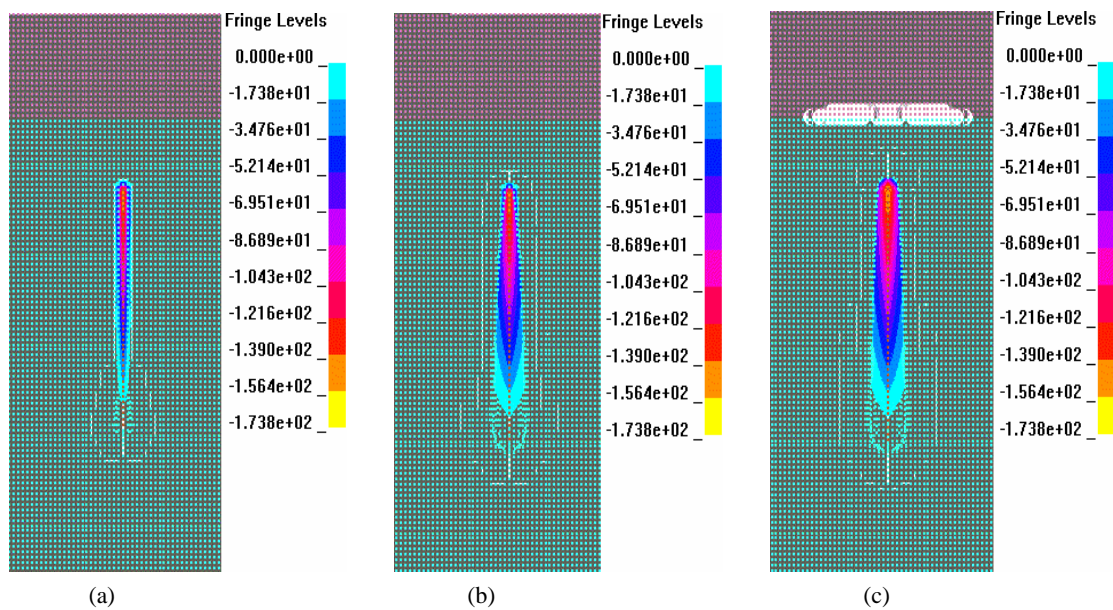 Fringe Levels
0.000e+00
-1.738e+01
-3.476e+01
-5.214e+01
-6.951e+01
-8.689e+01
-1.043e+02
-1.216e+02
-1.390e+02
-1.564e+02
-1.738e+02
(a)
Fringe Levels
0.000e+00
-1.738e+01
-3.476e+01
-5.214e+01
-6.951e+01
-8.689e+01
-1.043e+02
-1.216e+02
-1.390e+02
-1.564e+02
-1.738e+02
(b)
Fringe Levels
0.000e+00
-1.738e+01
-3.476e+01
-5.214e+01
-6.951e+01
-8.689e+01
-1.043e+02
-1.216e+02
-1.390e+02
-1.564e+02
-1.738e+02
(c)